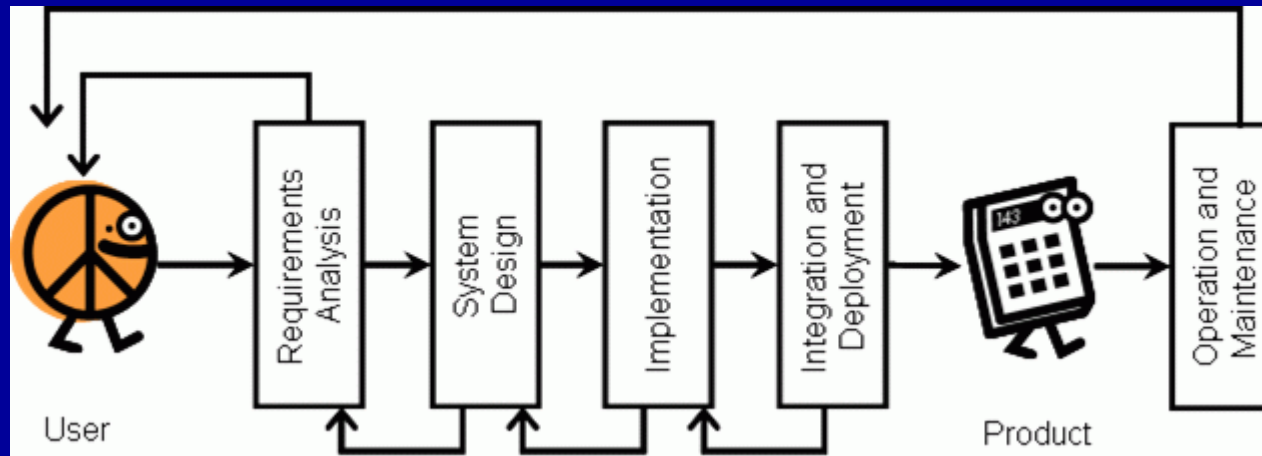 Requirements
Analysis
System
Design
Implementation
Integration and
Deployment
143
Operation and
Maintenance
User
Product